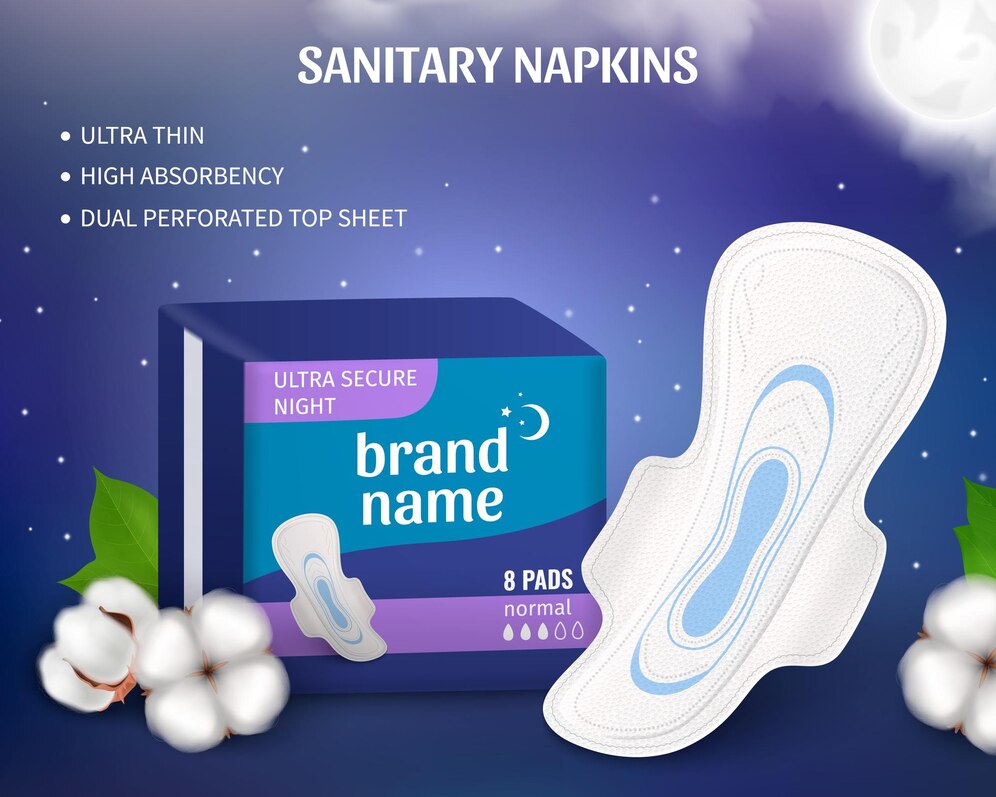 SANITARY NAPKINS
• ULTRA THIN
• HIGH ABSORBENCY
• DUAL PERFORATED TOP SHEET
ULTRA SECURE
NIGHT
brand
name
8 PADS
normal